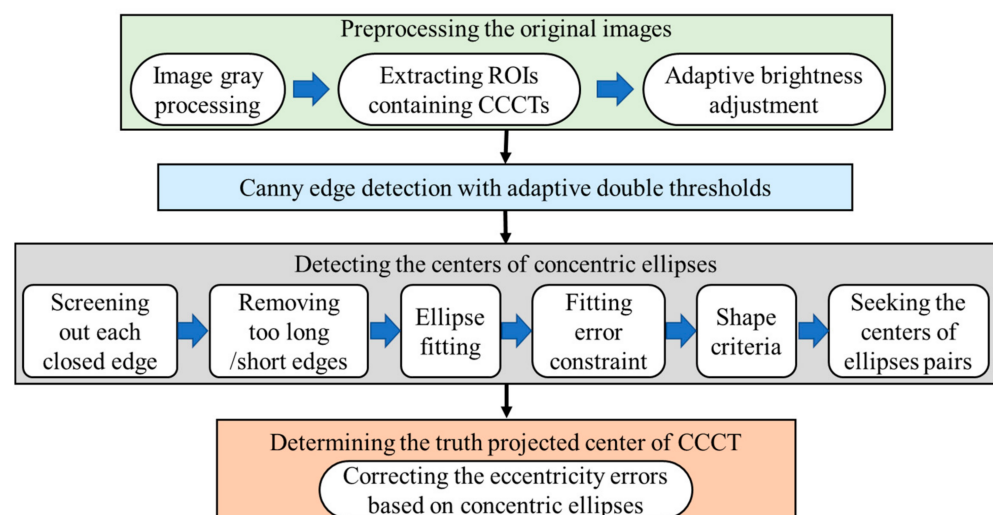 Preprocessing the original images
Image gray
processing
Extracting ROIs
containing CCCTs
Adaptive brightness
adjustment
Canny edge detection with adaptive double thresholds
Detecting the centers of concentric ellipses
Screening
out each
closed edge
Removing
too long
/short edges
Ellipse
fitting
Fitting
error
constraint
Shape
criteria
Seeking the
centers of
ellipses pairs
Determining the truth projected center of CCCT
Correcting the eccentricity errors
based on concentric ellipses